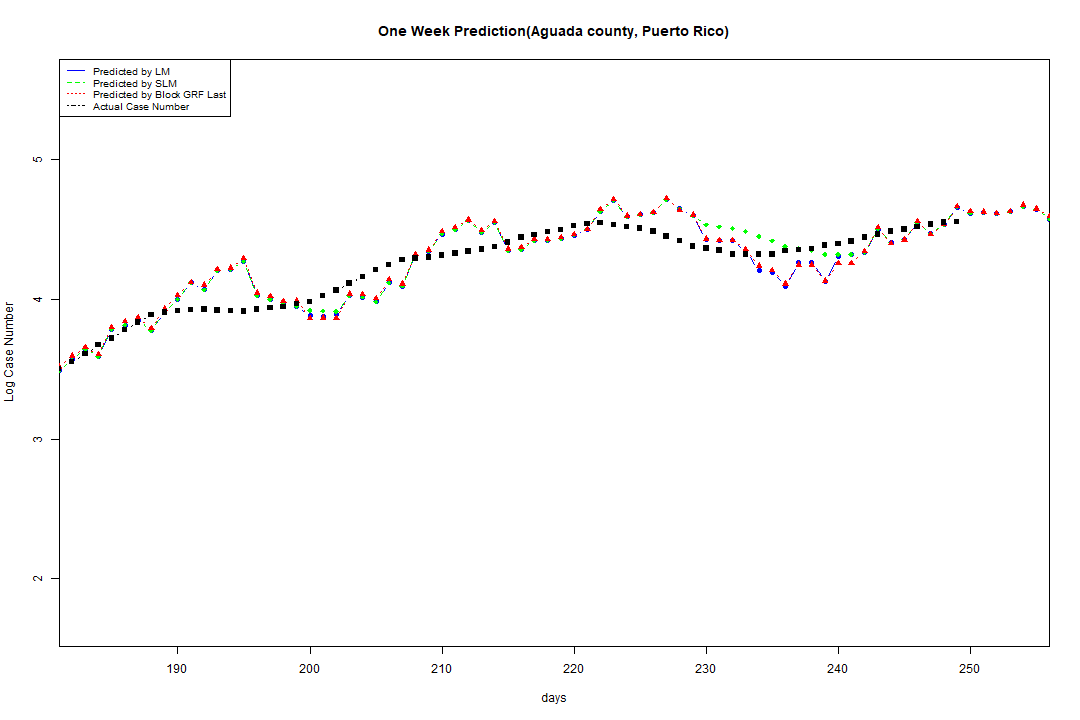 One Week Prediction(Aguada county, Puerto Rico)
Predicted by LM
Predicted by SLM
Predicted by Block GRF Last
Actual Case Number
5
4
3
2
Log Case Number
190 200 210 220 230 240 250
days